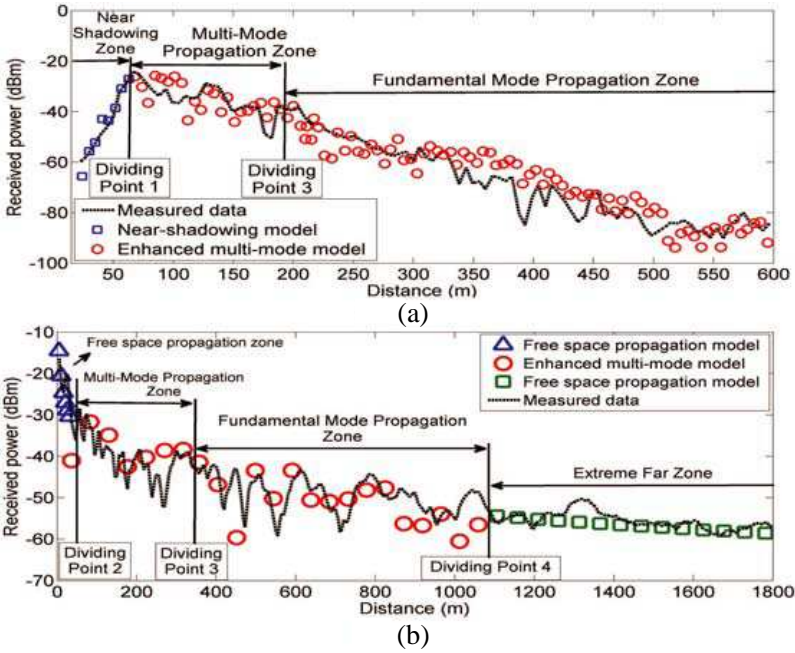 Near
Shadowing
Zone
Multi-Mode
Propagation Zone
Fundamental Mode Propagation Zone
Received power (dBm)
0
-20
-40
-60
-80
-100
Dividing
Point 1
Dividing
Point 3
Measured data
Near-shadowing model
Enhanced multi-mode model
50 100 150 200 250 300 350 400 450 500 550 600
Distance (m)
(a)
Received power (dBm)
-10
-20
-30
-40
-50
-60
-70
Free space propagation zone
Multi-Mode Propagation
Zone
Fundamental Mode Propagation
Zone
Extreme Far Zone
Free space propagation model
Enhanced multi-mode model
Free space propagation model
Measured data
Dividing
Point 2
Dividing
Point 3
Dividing Point 4
0 200 400 600 800 1000 1200 1400 1600 1800
Distance (m)
(b)